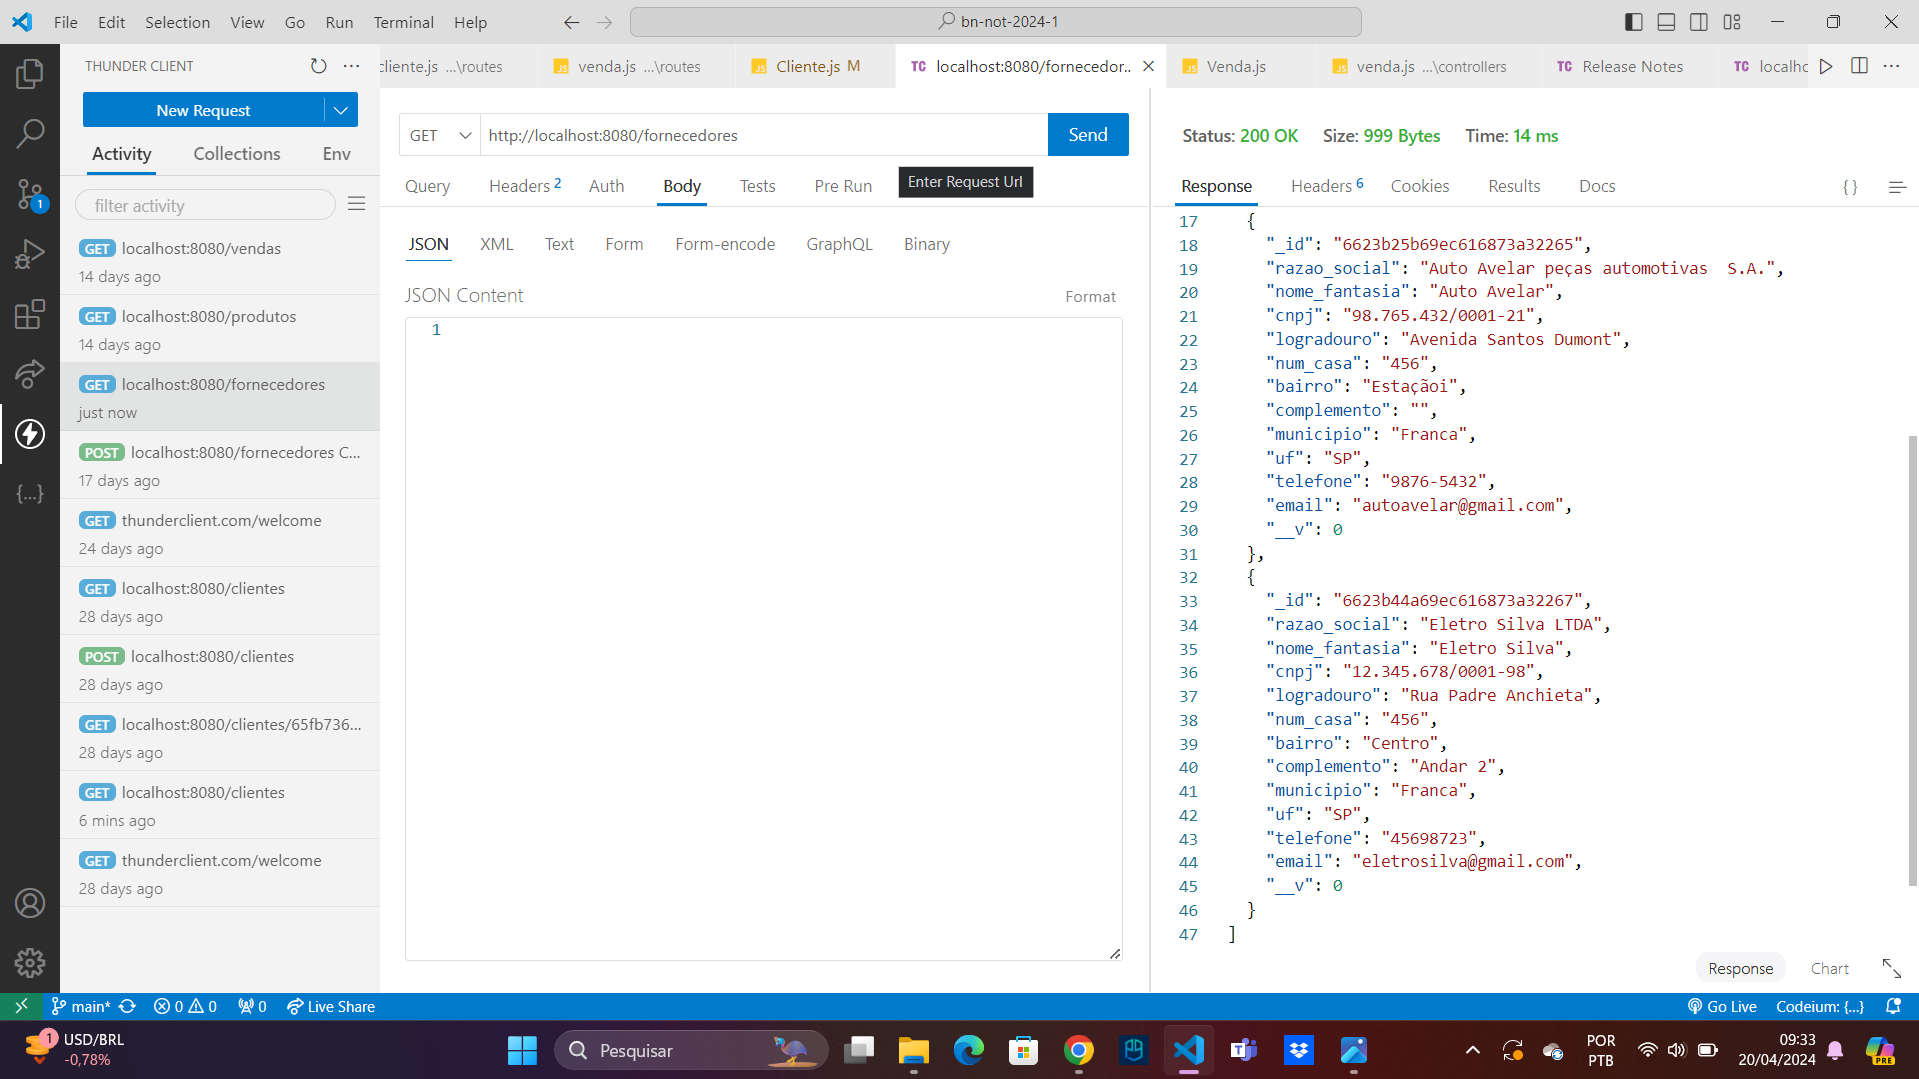 File Edit Selection View Go Run Terminal Help
bn-not-2024-1
THUNDER CLIENT
New Request
Activity Collections Env
filter activity
GET localhost:8080/vendas
14 days ago
GET localhost:8080/produtos
14 days ago
GET localhost:8080/fornecedores
just now
POST localhost:8080/fornecedores C...
17 days ago
GET thunderclient.com/welcome
24 days ago
GET localhost:8080/clientes
28 days ago
POST localhost:8080/clientes
28 days ago
GET localhost:8080/clientes/65fb736...
28 days ago
GET localhost:8080/clientes
6 mins ago
GET thunderclient.com/welcome
28 days ago
cliente.js ...\routes
JS venda.js ...\routes
JS Cliente.js M
TC localhost:8080/fornecedor..
JS Venda.js
JS venda.js ...\controllers
TC Release Notes
TC localhc
GET http://localhost:8080/fornecedores Send
Query Headers 2 Auth Body Tests Pre Run
Enter Request Url
JSON XML Text Form Form-encode GraphQL Binary
JSON Content Format
1
Status: 200 OK Size: 999 Bytes Time: 14 ms
Response Headers 6 Cookies Results Docs {}
17 {
18 "_id": "6623b25b69ec616873a32265",
19 "razao_social": "Auto Avelar peças automotivas  S.A.",
20 "nome_fantasia": "Auto Avelar",
21 "cnpj": "98.765.432/0001-21",
22 "logradouro": "Avenida Santos Dumont",
23 "num_casa": "456",
24 "bairro": "Estaçãoi",
25 "complemento": "",
26 "municipio": "Franca",
27 "uf": "SP",
28 "telefone": "9876-5432",
29 "email": "autoavelar@gmail.com",
30 "__v": 0
31 },
32 {
33 "_id": "6623b44a69ec616873a32267",
34 "razao_social": "Eletro Silva LTDA",
35 "nome_fantasia": "Eletro Silva",
36 "cnpj": "12.345.678/0001-98",
37 "logradouro": "Rua Padre Anchieta",
38 "num_casa": "456",
39 "bairro": "Centro",
40 "complemento": "Andar 2",
41 "municipio": "Franca",
42 "uf": "SP",
43 "telefone": "45698723",
44 "email": "eletrosilva@gmail.com",
45 "__v": 0
46 }
47 ]
Response Chart
1
{...}
main* 0 0 0 Live Share
Go Live Codeium: {...}
1
USD/BRL
-0,78%
Pesquisar
POR
PTB
09:33
20/04/2024
PRE